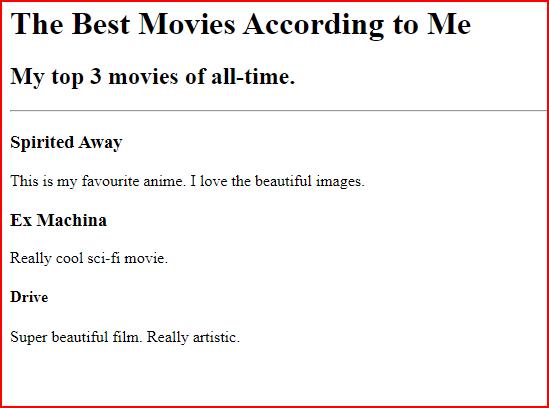 The Best Movies According to Me
My top 3 movies of all-time.
Spirited Away
This is my favourite anime. I love the beautiful images.
Ex Machina
Really cool sci-fi movie.
Drive
Super beautiful film. Really artistic.